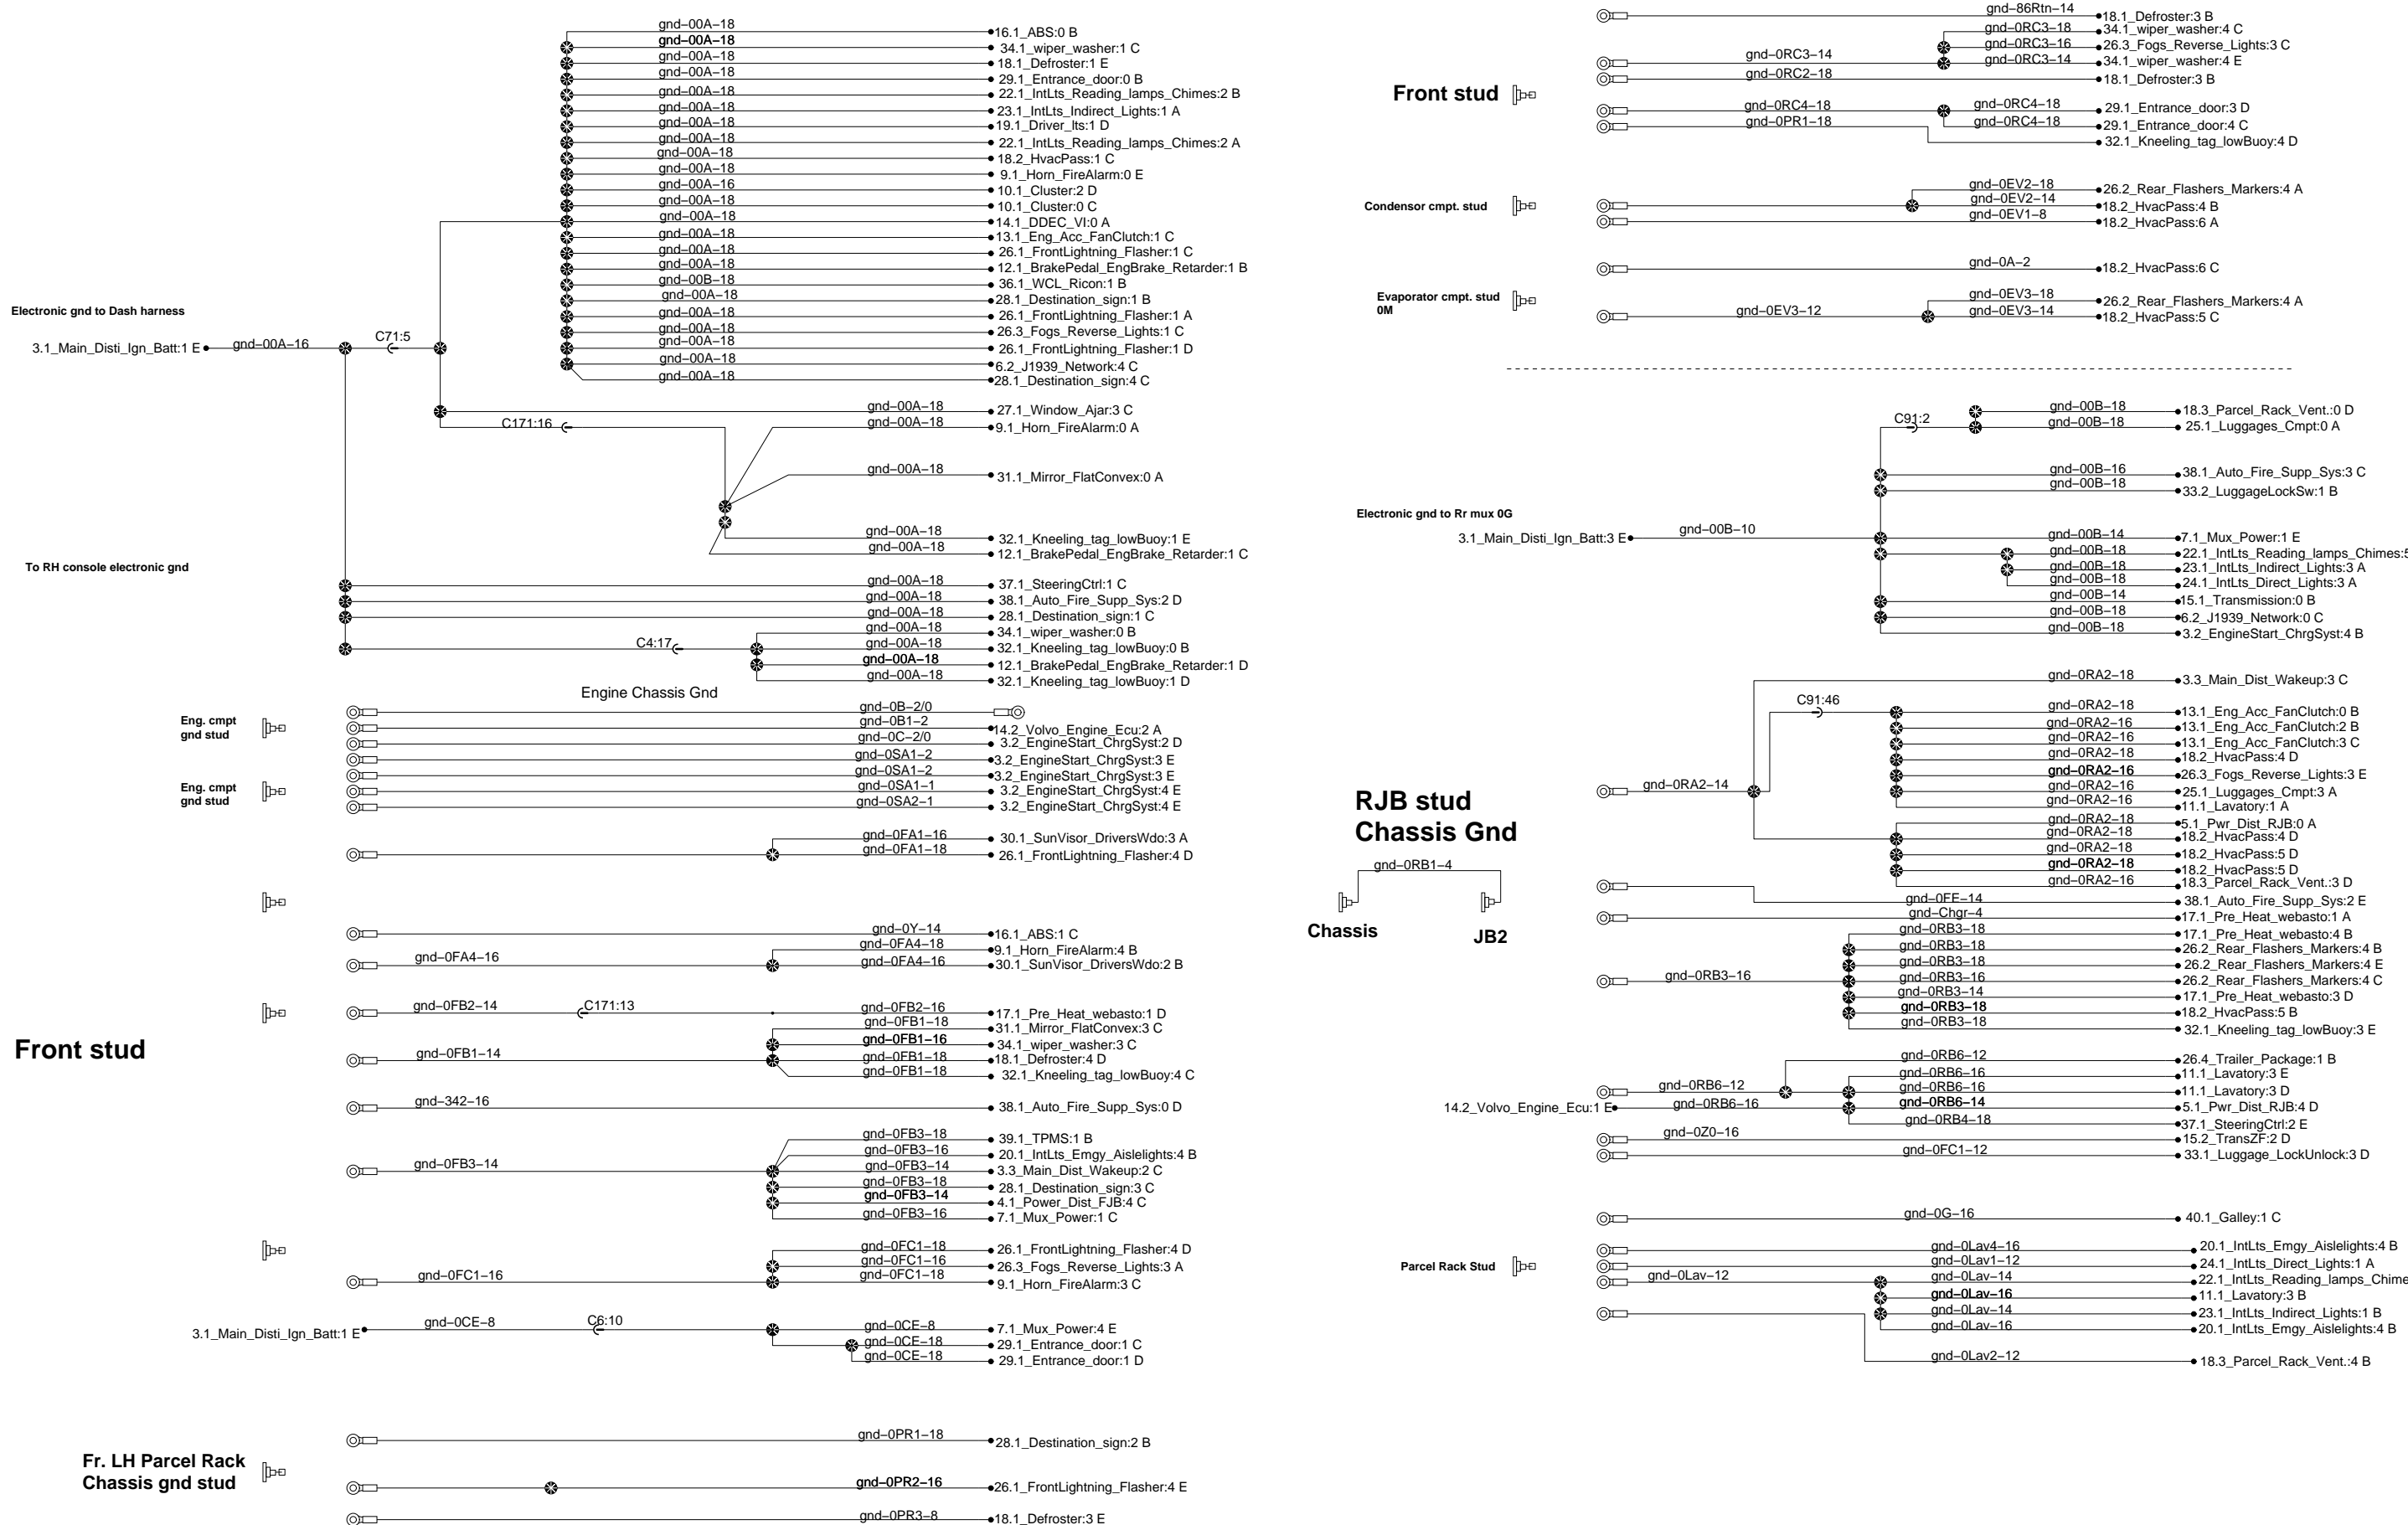 Electronic gnd to Dash harness
3.1_Main_Disti_Ign_Batt:1 E
gnd-00A-16
C71:5
gnd-00A-18 16.1_ABS:0 B
gnd-00A-18 34.1_wiper_washer:1 C
gnd-00A-18 18.1_Defroster:1 E
gnd-00A-18 29.1_Entrance_door:0 B
gnd-00A-18 22.1_IntLts_Reading_lamps_Chimes:2 B
gnd-00A-18 23.1_IntLts_Indirect_Lights:1 A
gnd-00A-18 19.1_Driver_lts:1 D
gnd-00A-18 22.1_IntLts_Reading_lamps_Chimes:2 A
gnd-00A-18 18.2_HvacPass:1 C
gnd-00A-18 9.1_Horn_FireAlarm:0 E
gnd-00A-16 10.1_Cluster:2 D
gnd-00A-18 10.1_Cluster:0 C
gnd-00A-18 14.1_DDEC_VI:0 A
gnd-00A-18 13.1_Eng_Acc_FanClutch:1 C
gnd-00A-18 26.1_FrontLightning_Flasher:1 C
gnd-00A-18 12.1_BrakePedal_EngBrake_Retarder:1 B
gnd-00B-18 36.1_WCL_Ricon:1 B
gnd-00A-18 28.1_Destination_sign:1 B
gnd-00A-18 26.1_FrontLightning_Flasher:1 A
gnd-00A-18 26.3_Fogs_Reverse_Lights:1 C
gnd-00A-18 26.1_FrontLightning_Flasher:1 D
gnd-00A-18 6.2_J1939_Network:4 C
gnd-00A-18 28.1_Destination_sign:4 C
gnd-00A-18 27.1_Window_Ajar:3 C
C171:16
gnd-00A-18 9.1_Horn_FireAlarm:0 A
gnd-00A-18 31.1_Mirror_FlatConvex:0 A
gnd-00A-18 32.1_Kneeling_tag_lowBuoy:1 E
gnd-00A-18 12.1_BrakePedal_EngBrake_Retarder:1 C
To RH console electronic gnd
gnd-00A-18 37.1_SteeringCtrl:1 C
gnd-00A-18 38.1_Auto_Fire_Supp_Sys:2 D
gnd-00A-18 28.1_Destination_sign:1 C
gnd-00A-18 34.1_wiper_washer:0 B
C4:17
gnd-00A-18 32.1_Kneeling_tag_lowBuoy:0 B
gnd-00A-18 12.1_BrakePedal_EngBrake_Retarder:1 D
gnd-00A-18 32.1_Kneeling_tag_lowBuoy:1 D
Engine Chassis Gnd
Eng. cmpt
gnd stud
gnd-0B-2/0
gnd-0B1-2 14.2_Volvo_Engine_Ecu:2 A
gnd-0C-2/0 3.2_EngineStart_ChrgSyst:2 D
gnd-0SA1-2 3.2_EngineStart_ChrgSyst:3 E
gnd-0SA1-2 3.2_EngineStart_ChrgSyst:3 E
Eng. cmpt
gnd stud
gnd-0SA1-1 3.2_EngineStart_ChrgSyst:4 E
gnd-0SA2-1 3.2_EngineStart_ChrgSyst:4 E
gnd-0FA1-16 30.1_SunVisor_DriversWdo:3 A
gnd-0FA1-18 26.1_FrontLightning_Flasher:4 D
gnd-0Y-14 16.1_ABS:1 C
gnd-0FA4-18 9.1_Horn_FireAlarm:4 B
gnd-0FA4-16 gnd-0FA4-16 30.1_SunVisor_DriversWdo:2 B
Front stud
gnd-0FB2-14 C171:13 gnd-0FB2-16 17.1_Pre_Heat_webasto:1 D
gnd-0FB1-18 31.1_Mirror_FlatConvex:3 C
gnd-0FB1-16 34.1_wiper_washer:3 C
gnd-0FB1-14 gnd-0FB1-18 18.1_Defroster:4 D
gnd-0FB1-18 32.1_Kneeling_tag_lowBuoy:4 C
gnd-342-16 38.1_Auto_Fire_Supp_Sys:0 D
gnd-0FB3-18 39.1_TPMS:1 B
gnd-0FB3-16 20.1_IntLts_Emgy_Aislelights:4 B
gnd-0FB3-14 gnd-0FB3-14 3.3_Main_Dist_Wakeup:2 C
gnd-0FB3-18 28.1_Destination_sign:3 C
gnd-0FB3-14 4.1_Power_Dist_FJB:4 C
gnd-0FB3-16 7.1_Mux_Power:1 C
gnd-0FC1-18 26.1_FrontLightning_Flasher:4 D
gnd-0FC1-16 26.3_Fogs_Reverse_Lights:3 A
gnd-0FC1-16 gnd-0FC1-18 9.1_Horn_FireAlarm:3 C
3.1_Main_Disti_Ign_Batt:1 E gnd-0CE-8 C6:10 gnd-0CE-8 7.1_Mux_Power:4 E
gnd-0CE-18 29.1_Entrance_door:1 C
gnd-0CE-18 29.1_Entrance_door:1 D
Fr. LH Parcel Rack
Chassis gnd stud
gnd-0PR1-18 28.1_Destination_sign:2 B
gnd-0PR2-16 26.1_FrontLightning_Flasher:4 E
gnd-0PR3-8 18.1_Defroster:3 E
Front stud
gnd-86Rtn-14 18.1_Defroster:3 B
gnd-0RC3-18 34.1_wiper_washer:4 C
gnd-0RC3-16 26.3_Fogs_Reverse_Lights:3 C
gnd-0RC3-14 gnd-0RC3-14 34.1_wiper_washer:4 E
gnd-0RC2-18 18.1_Defroster:3 B
gnd-0RC4-18 gnd-0RC4-18 29.1_Entrance_door:3 D
gnd-0RC4-18 29.1_Entrance_door:4 C
gnd-0PR1-18 32.1_Kneeling_tag_lowBuoy:4 D
Condensor cmpt. stud
gnd-0EV2-18 26.2_Rear_Flashers_Markers:4 A
gnd-0EV2-14 18.2_HvacPass:4 B
gnd-0EV1-8 18.2_HvacPass:6 A
gnd-0A-2 18.2_HvacPass:6 C
Evaporator cmpt. stud
0M
gnd-0EV3-18 26.2_Rear_Flashers_Markers:4 A
gnd-0EV3-12 gnd-0EV3-14 18.2_HvacPass:5 C
C91:2
gnd-00B-18 18.3_Parcel_Rack_Vent.:0 D
gnd-00B-18 25.1_Luggages_Cmpt:0 A
gnd-00B-16 38.1_Auto_Fire_Supp_Sys:3 C
gnd-00B-18 33.2_LuggageLockSw:1 B
Electronic gnd to Rr mux 0G
3.1_Main_Disti_Ign_Batt:3 E gnd-00B-10 gnd-00B-14 7.1_Mux_Power:1 E
gnd-00B-18 22.1_IntLts_Reading_lamps_Chimes:5
gnd-00B-18 23.1_IntLts_Indirect_Lights:3 A
gnd-00B-18 24.1_IntLts_Direct_Lights:3 A
gnd-00B-14 15.1_Transmission:0 B
gnd-00B-18 6.2_J1939_Network:0 C
gnd-00B-18 3.2_EngineStart_ChrgSyst:4 B
RJB stud
Chassis Gnd
gnd-0RA2-18 3.3_Main_Dist_Wakeup:3 C
C91:46
gnd-0RA2-18 13.1_Eng_Acc_FanClutch:0 B
gnd-0RA2-16 13.1_Eng_Acc_FanClutch:2 B
gnd-0RA2-16 13.1_Eng_Acc_FanClutch:3 C
gnd-0RA2-18 18.2_HvacPass:4 D
gnd-0RA2-16 26.3_Fogs_Reverse_Lights:3 E
gnd-0RA2-14 gnd-0RA2-16 25.1_Luggages_Cmpt:3 A
gnd-0RA2-16 11.1_Lavatory:1 A
gnd-0RA2-18 5.1_Pwr_Dist_RJB:0 A
gnd-0RA2-18 18.2_HvacPass:4 D
gnd-0RA2-18 18.2_HvacPass:5 D
gnd-0RA2-18 18.2_HvacPass:5 D
gnd-0RA2-16 18.3_Parcel_Rack_Vent.:3 D
gnd-0RB1-4
Chassis
JB2
gnd-0FE-14 38.1_Auto_Fire_Supp_Sys:2 E
gnd-Chgr-4 17.1_Pre_Heat_webasto:1 A
gnd-0RB3-18 17.1_Pre_Heat_webasto:4 B
gnd-0RB3-18 26.2_Rear_Flashers_Markers:4 B
gnd-0RB3-18 26.2_Rear_Flashers_Markers:4 E
gnd-0RB3-16 gnd-0RB3-16 26.2_Rear_Flashers_Markers:4 C
gnd-0RB3-14 17.1_Pre_Heat_webasto:3 D
gnd-0RB3-18 18.2_HvacPass:5 B
gnd-0RB3-18 32.1_Kneeling_tag_lowBuoy:3 E
gnd-0RB6-12 26.4_Trailer_Package:1 B
gnd-0RB6-16 11.1_Lavatory:3 E
gnd-0RB6-12 gnd-0RB6-16 11.1_Lavatory:3 D
14.2_Volvo_Engine_Ecu:1 E gnd-0RB6-16 gnd-0RB6-14 5.1_Pwr_Dist_RJB:4 D
gnd-0RB4-18 37.1_SteeringCtrl:2 E
gnd-0Z0-16 15.2_TransZF:2 D
gnd-0FC1-12 33.1_Luggage_LockUnlock:3 D
gnd-0G-16 40.1_Galley:1 C
Parcel Rack Stud
gnd-0Lav4-16 20.1_IntLts_Emgy_Aislelights:4 B
gnd-0Lav1-12 24.1_IntLts_Direct_Lights:1 A
gnd-0Lav-12 gnd-0Lav-14 22.1_IntLts_Reading_lamps_Chime
gnd-0Lav-16 11.1_Lavatory:3 B
gnd-0Lav-14 23.1_IntLts_Indirect_Lights:1 B
gnd-0Lav-16 20.1_IntLts_Emgy_Aislelights:4 B
gnd-0Lav2-12 18.3_Parcel_Rack_Vent.:4 B